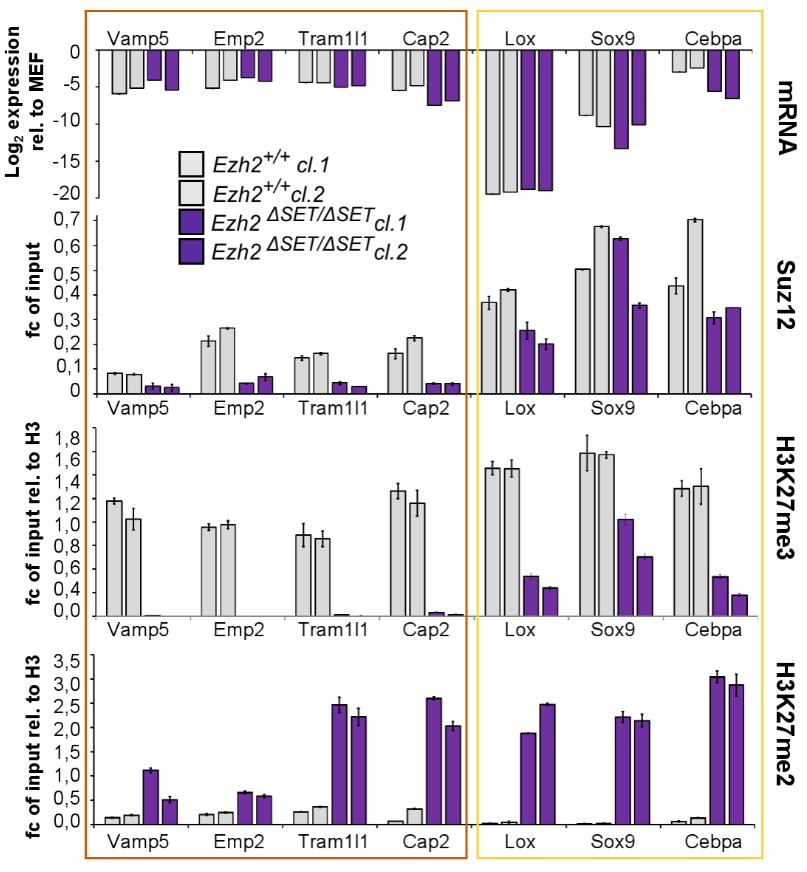 Vamp5 Emp2 Tram1l1 Cap2 Lox Sox9 Cebpa
0
-5
-10
-15
-20
Log2 expression
rel. to MEF
mRNA
Ezh2+/+ cl.1
Ezh2+/+cl.2
Ezh2 ΔSET/ΔSETcl.1
Ezh2 ΔSET/ΔSETcl.2
0,7
0,6
0,5
0,4
0,3
0,2
0,1
0
fc of input
Suz12
Vamp5 Emp2 Tram1l1 Cap2 Lox Sox9 Cebpa
1,8
1,6
1,4
1,2
1,0
0,8
0,6
0,4
0,0
fc of input rel. to H3
H3K27me3
Vamp5 Emp2 Tram1l1 Cap2 Lox Sox9 Cebpa
3,5
3,0
2,5
2,0
1,5
1,0
0,5
0,0
fc of input rel. to H3
H3K27me2
Vamp5 Emp2 Tram1l1 Cap2 Lox Sox9 Cebpa